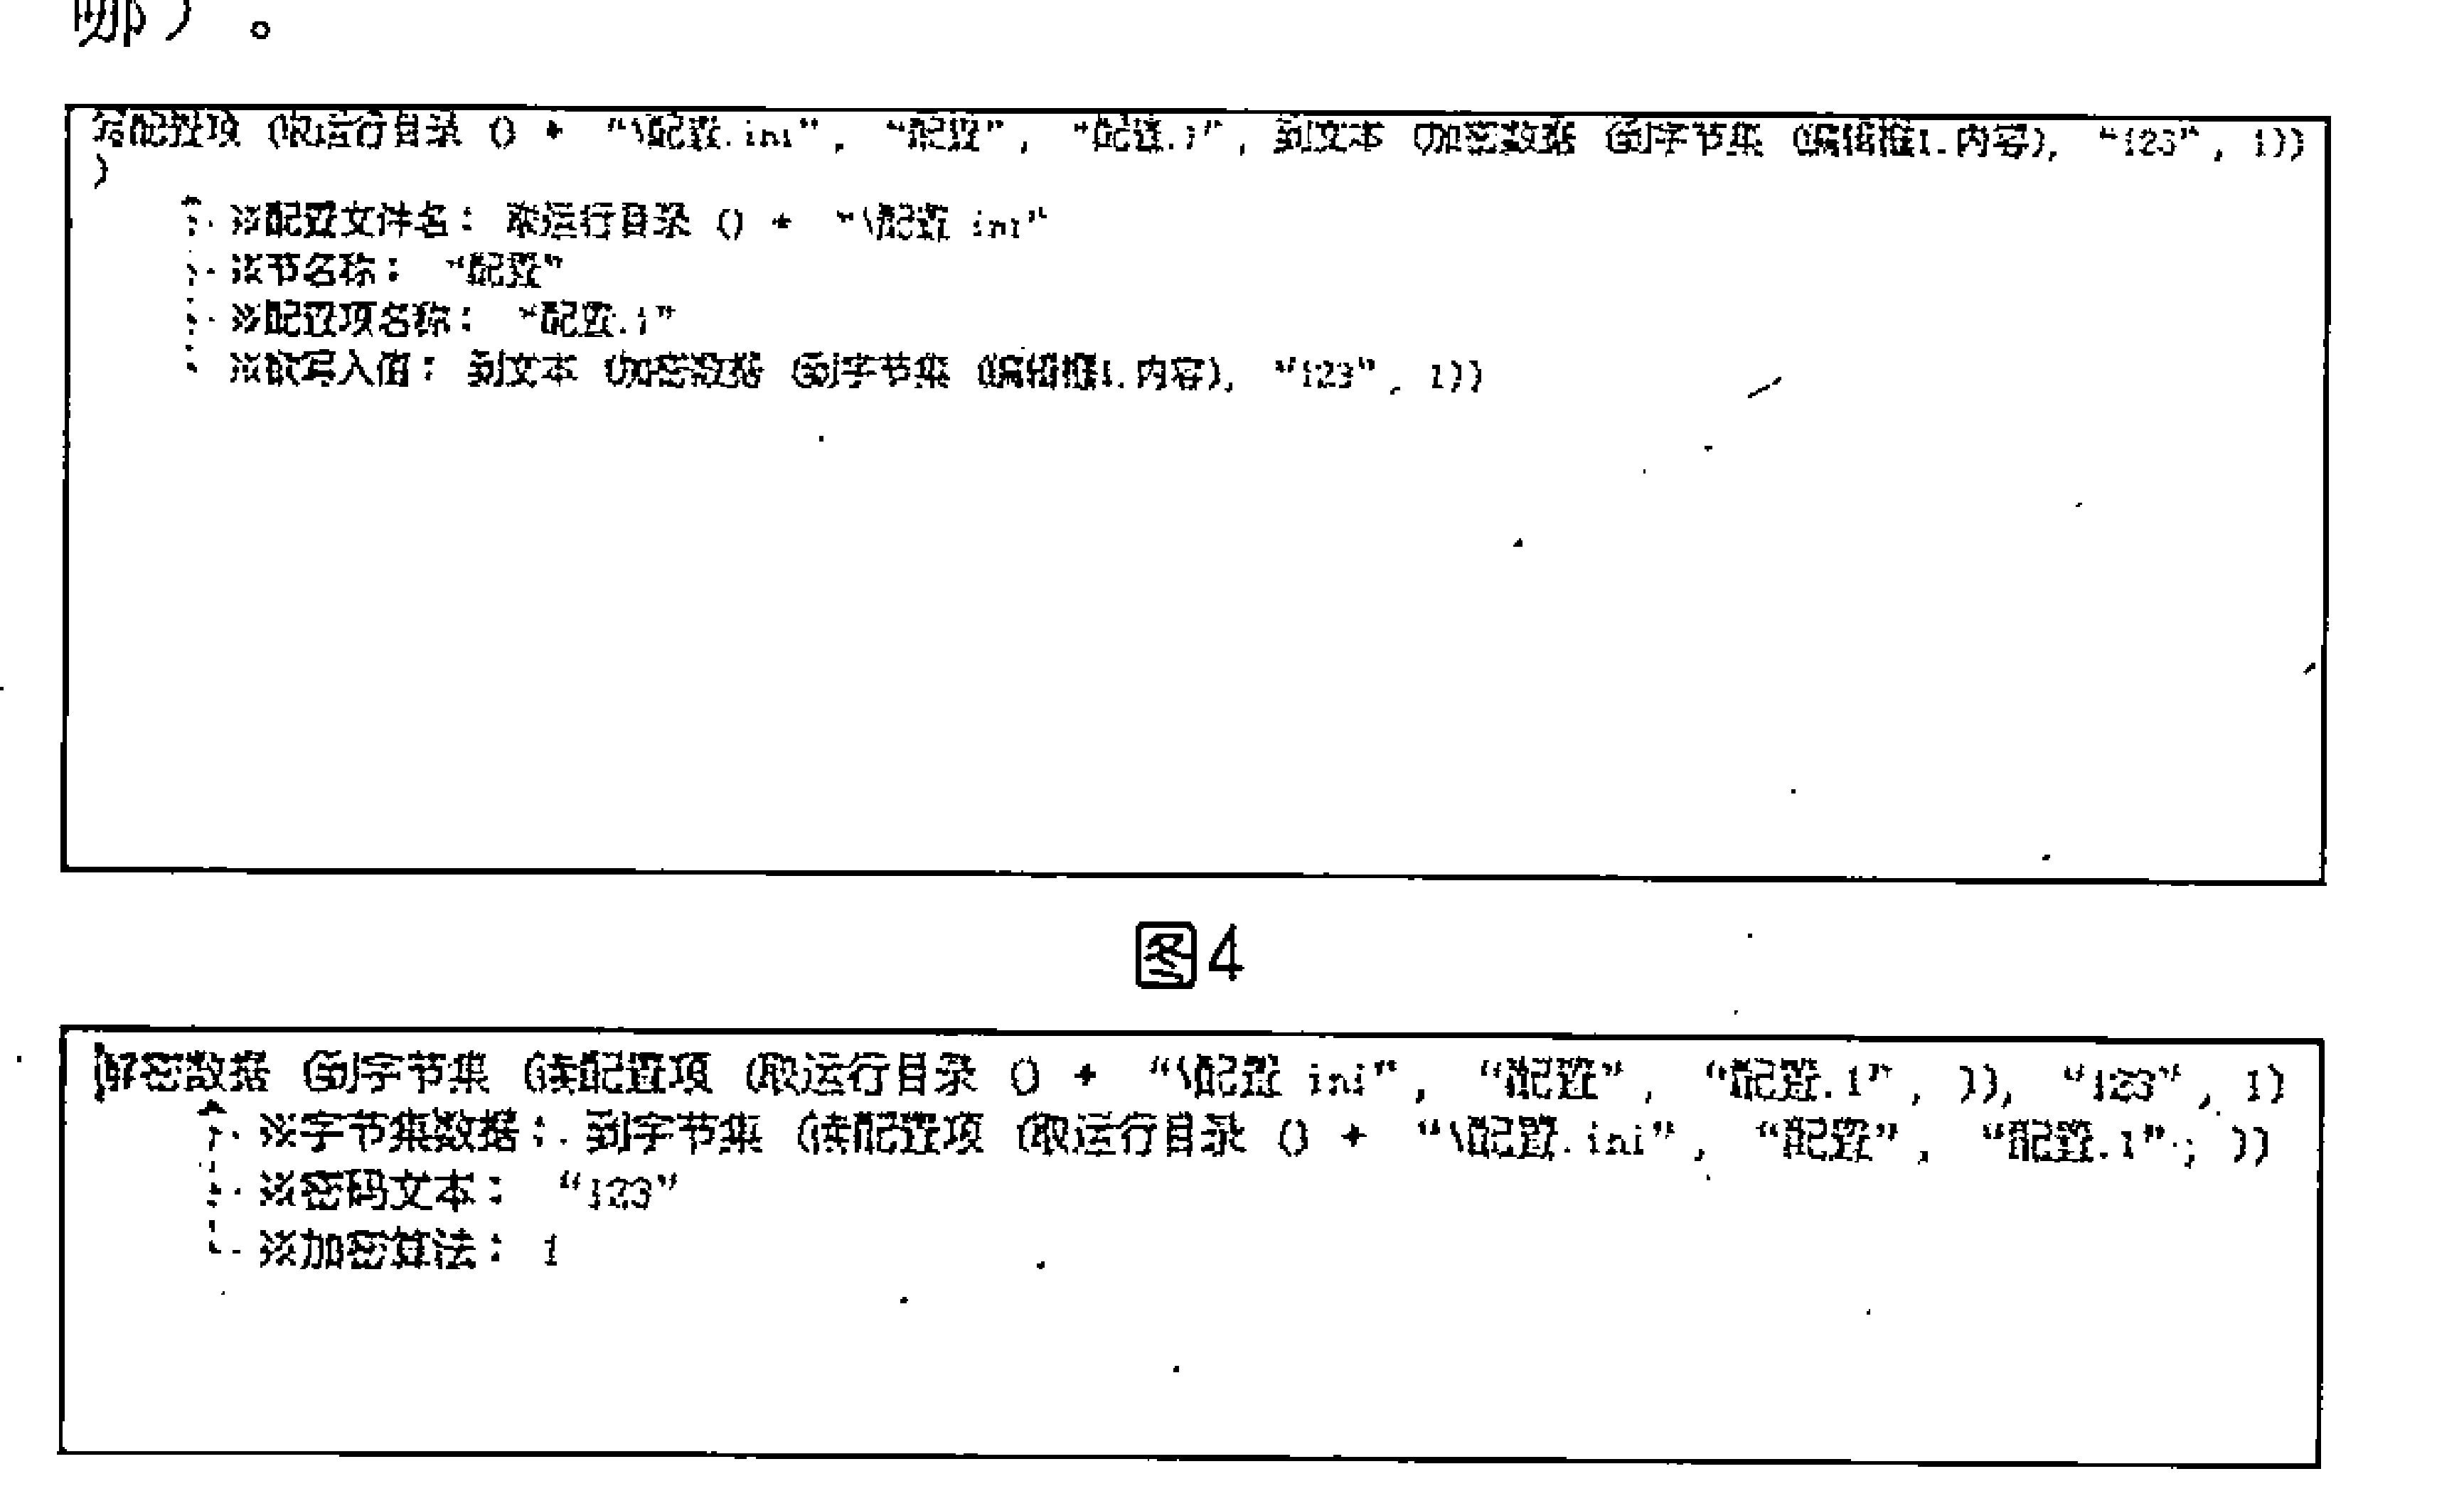 哪）。
写配置项 (取运行目录 () + “\配置.ini”, “配置”, “配置.1”, 到文本 (加密数据 (到字节集 (编辑框1.内容), “123”, 1))
)
※配置文件名： 取运行目录 () + “\配置.ini”
※节名称： “配置”
※配置项名称： “配置.1”
※欲写入值： 到文本 (加密数据 (到字节集 (编辑框1.内容), “123”, 1))
图4
解密数据 (到字节集 (读配置项 (取运行目录 () + “\配置.ini”, “配置”, “配置.1”, )), “123”, 1)
※字节集数据： 到字节集 (读配置项 (取运行目录 () + “\配置.ini”, “配置”, “配置.1”, ))
※密码文本： “123”
※加密算法： 1